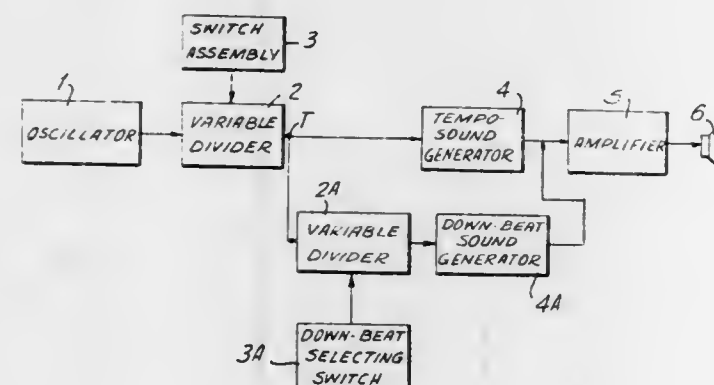 SWITCH
ASSEMBLY
3
1
OSCILLATOR
2
VARIABLE
DIVIDER
T
4
TEMPO-
SOUND
GENERATOR
5
AMPLIFIER
6
2A
VARIABLE
DIVIDER
DOWN-BEAT
SOUND
GENERATOR
4A
3A
DOWN-BEAT
SELECTING
SWITCH